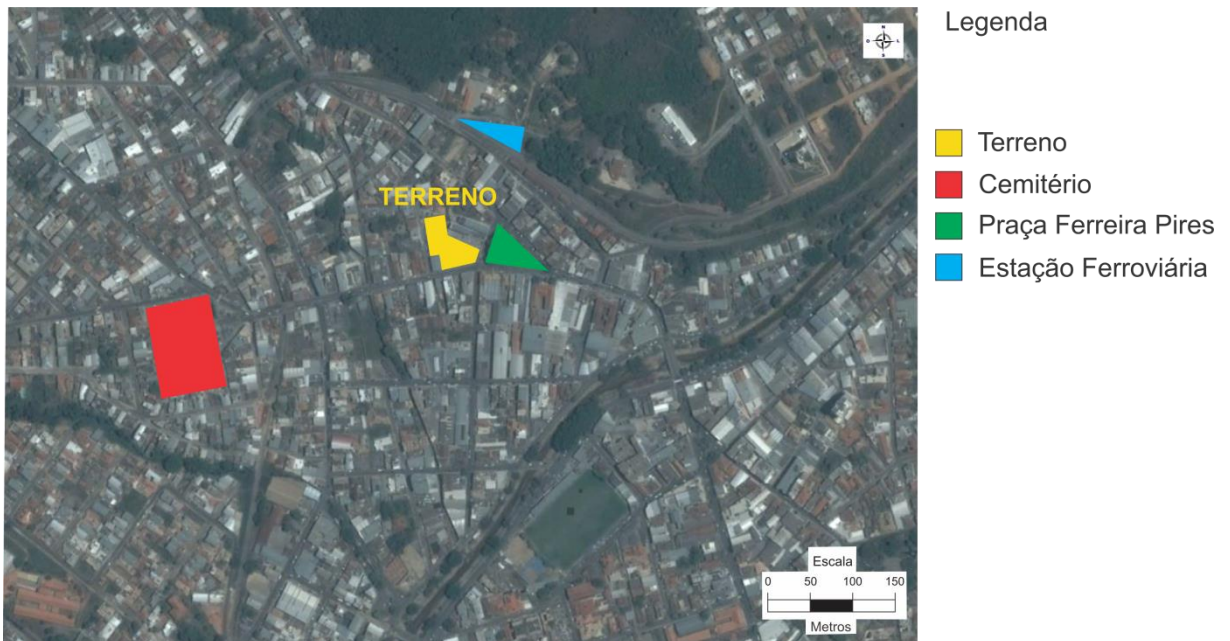 Legenda
N
O L
S
TERRENO
Terreno
Cemitério
Praça Ferreira Pires
Estação Ferroviária
Escala
0 50 100 150
Metros